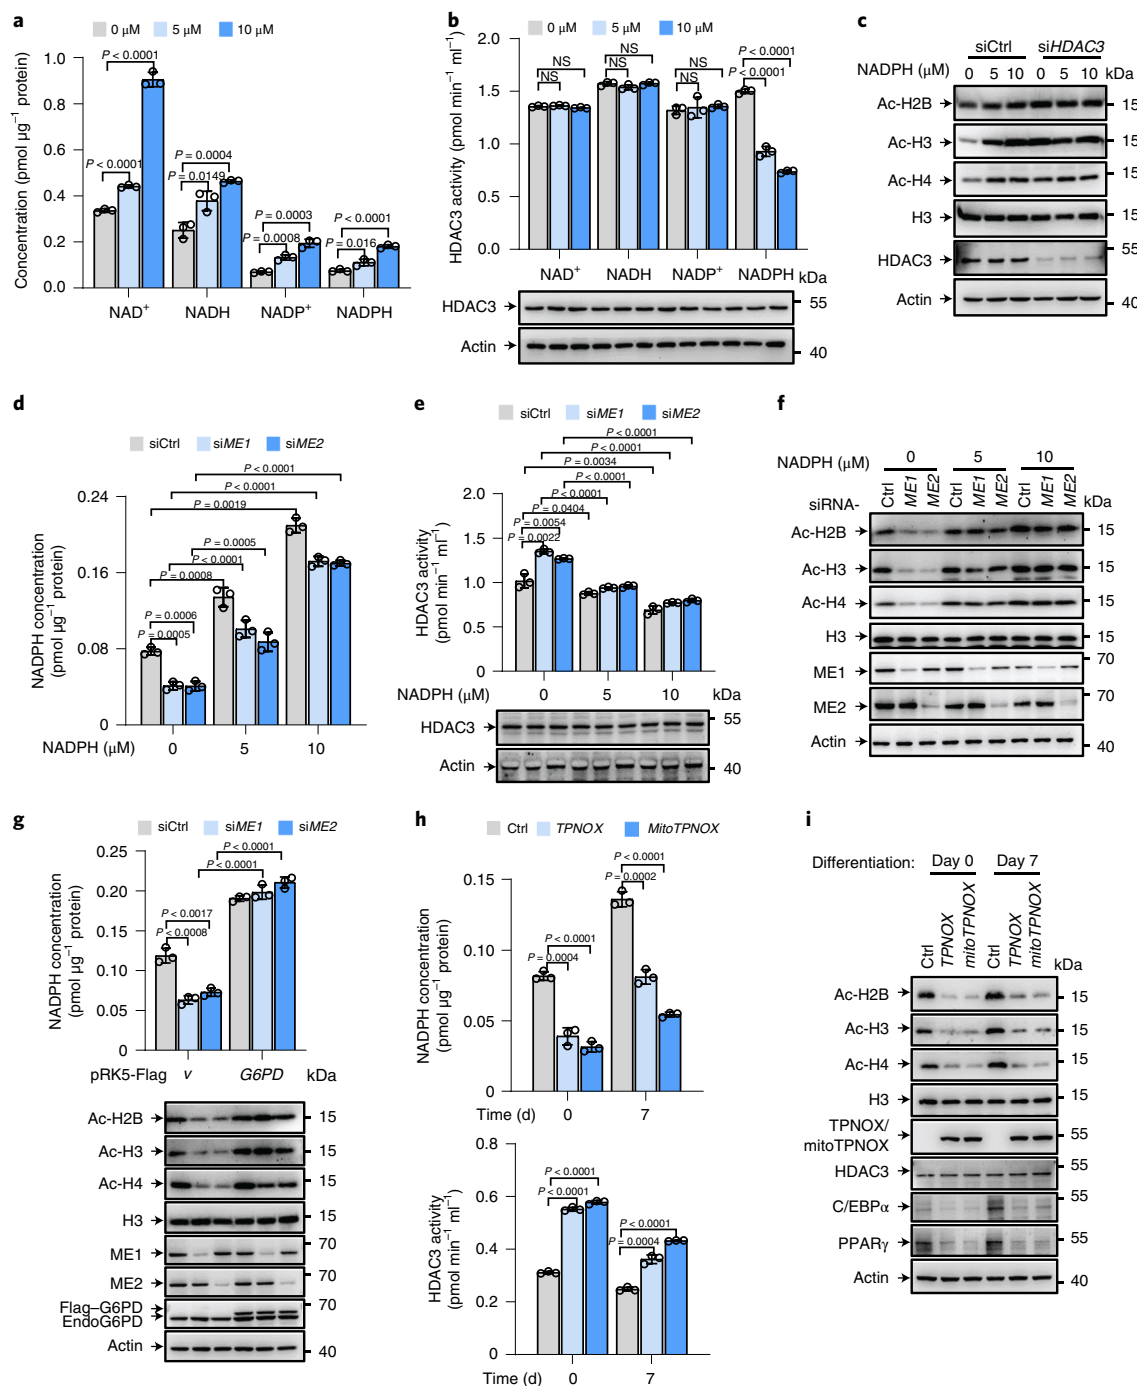 a
0 μM 5 μM 10 μM
Concentration (pmol μg⁻¹ protein)
1.0
0.8
0.6
0.4
0.2
0.0
P < 0.0001
P < 0.0001
P = 0.0004
P = 0.0149
P = 0.0003
P = 0.0008
P < 0.0001
P = 0.016
NAD⁺ NADH NADP⁺ NADPH
b
0 μM 5 μM 10 μM
HDAC3 activity (pmol min⁻¹ ml⁻¹)
2.0
1.5
1.0
0.5
0.0
NS
NS
NS
NS
NS
NS
P < 0.0001
P < 0.0001
NAD⁺ NADH NADP⁺ NADPH
kDa
HDAC3 55
Actin 40
c
siCtrl siHDAC3
NADPH (μM) 0 5 10 0 5 10 kDa
Ac-H2B 15
Ac-H3 15
Ac-H4 15
H3 15
HDAC3 55
Actin 40
d
siCtrl siME1 siME2
NADPH concentration
(pmol μg⁻¹ protein)
0.24
0.16
0.08
0
P < 0.0001
P < 0.0001
P = 0.0019
P = 0.0005
P < 0.0001
P = 0.0008
P = 0.0006
P = 0.0005
NADPH (μM) 0 5 10
e
siCtrl siME1 siME2
HDAC3 activity
(pmol min⁻¹ ml⁻¹)
2.0
1.5
1.0
0.5
0
P < 0.0001
P < 0.0001
P = 0.0034
P < 0.0001
P < 0.0001
P = 0.0404
P = 0.0054
P = 0.0022
NADPH (μM) 0 5 10 kDa
HDAC3 55
Actin 40
f
NADPH (μM) 0 5 10
siRNA- Ctrl ME1 ME2 Ctrl ME1 ME2 Ctrl ME1 ME2 kDa
Ac-H2B 15
Ac-H3 15
Ac-H4 15
H3 15
ME1 70
ME2 70
Actin 40
g
siCtrl siME1 siME2
NADPH concentration
(pmol μg⁻¹ protein)
0.25
0.20
0.15
0.10
0.05
0
P < 0.0001
P < 0.0001
P < 0.0017
P < 0.0008
pRK5-Flag v G6PD kDa
Ac-H2B 15
Ac-H3 15
Ac-H4 15
H3 15
ME1 70
ME2 70
Flag–G6PD 70
EndoG6PD
Actin 40
h
Ctrl TPNOX MitoTPNOX
NADPH concentration
(pmol μg⁻¹ protein)
0.15
0.10
0.05
0
P < 0.0001
P = 0.0002
P < 0.0001
P = 0.0004
Time (d) 0 7
HDAC3 activity
(pmol min⁻¹ ml⁻¹)
0.8
0.6
0.4
0.2
0
P < 0.0001
P < 0.0001
P < 0.0001
P = 0.0004
Time (d) 0 7
i
Differentiation: Day 0 Day 7
Ctrl TPNOX mitoTPNOX Ctrl TPNOX mitoTPNOX kDa
Ac-H2B 15
Ac-H3 15
Ac-H4 15
H3 15
TPNOX/
mitoTPNOX 55
HDAC3 55
C/EBPα 55
PPARγ 55
Actin 40